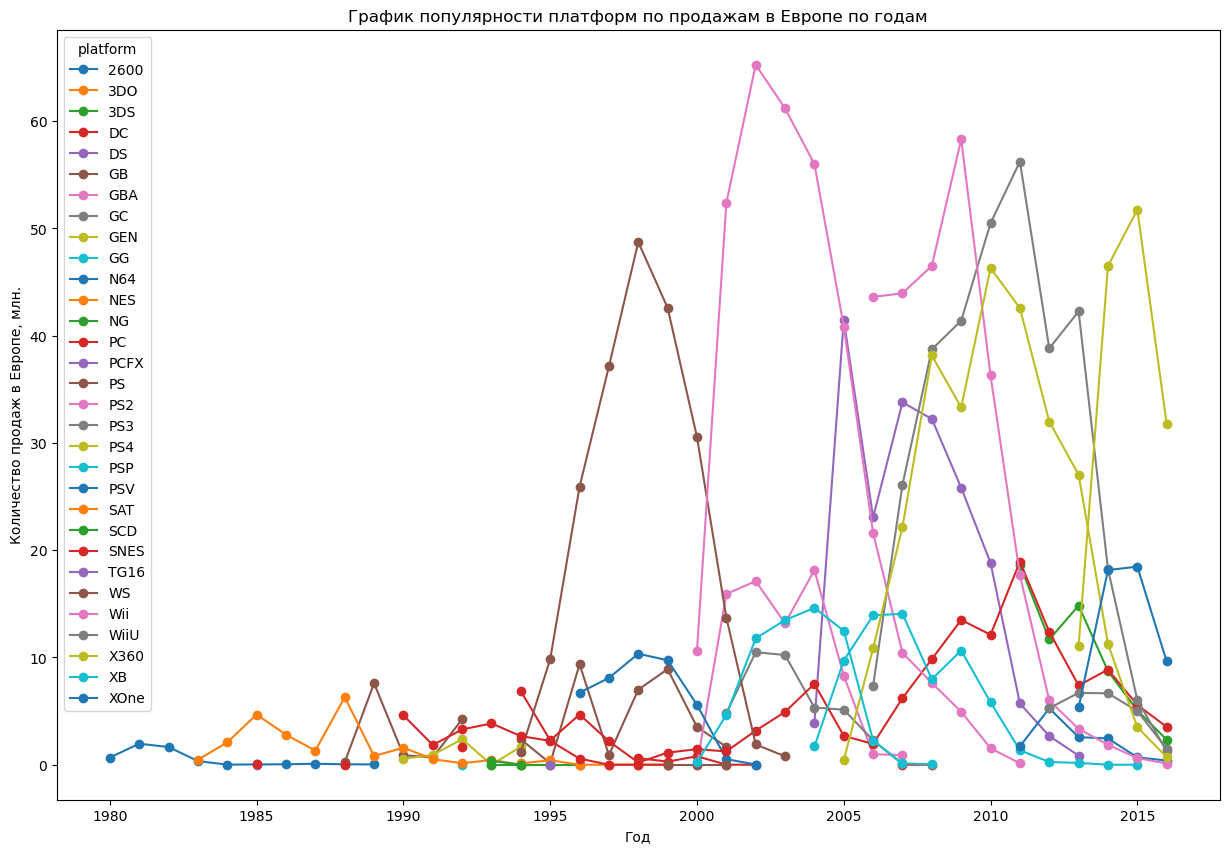 График популярности платформ по продажам в Европе по годам
platform
2600
3DO
3DS
DC
DS
GB
GBA
GC
GEN
GG
N64
NES
NG
PC
PCFX
PS
PS2
PS3
PS4
PSP
PSV
SAT
SCD
SNES
TG16
WS
Wii
WiiU
X360
XB
XOne
Количество продаж в Европе, млн.
60
50
40
30
20
10
0
1980 1985 1990 1995 2000 2005 2010 2015
Год